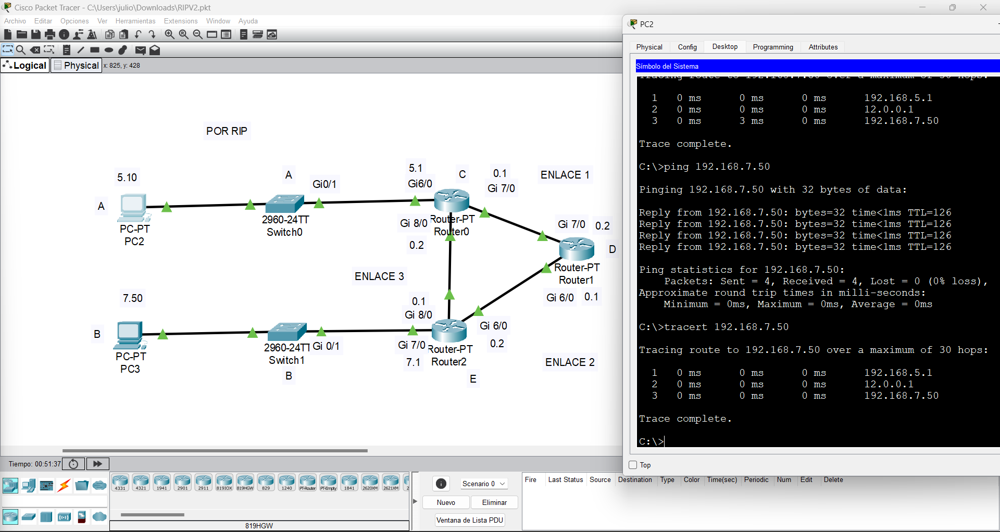 Cisco Packet Tracer - C:\Users\julio\Downloads\RIPV2.pkt
Archivo Editar Opciones Ver Herramientas Extensions Window Ayuda
Logical Physical x: 825, y: 428
POR RIP
5.10
A
Gi0/1
5.1
Gi6/0
C
0.1
Gi 7/0
ENLACE 1
A
PC-PT
PC2
2960-24TT
Switch0
Gi 8/0
Router-PT
Router0
0.2
Gi 7/0
0.2
D
Router-PT
Router1
Gi 6/0
0.1
ENLACE 3
7.50
0.1
Gi 8/0
B
PC-PT
PC3
2960-24TT
Switch1
Gi 0/1
B
Gi 7/0
7.1
Router-PT
Router2
Gi 6/0
0.2
E
ENLACE 2
PC2
Physical Config Desktop Programming Attributes
Símbolo del Sistema
Tracing route to 192.168.7.50 over a maximum of 30 hops:
1 0 ms 0 ms 0 ms 192.168.5.1
2 0 ms 0 ms 0 ms 12.0.0.1
3 0 ms 3 ms 0 ms 192.168.7.50
Trace complete.
C:\>ping 192.168.7.50
Pinging 192.168.7.50 with 32 bytes of data:
Reply from 192.168.7.50: bytes=32 time<1ms TTL=126
Reply from 192.168.7.50: bytes=32 time<1ms TTL=126
Reply from 192.168.7.50: bytes=32 time<1ms TTL=126
Reply from 192.168.7.50: bytes=32 time<1ms TTL=126
Ping statistics for 192.168.7.50:
Packets: Sent = 4, Received = 4, Lost = 0 (0% loss),
Approximate round trip times in milli-seconds:
Minimum = 0ms, Maximum = 0ms, Average = 0ms
C:\>tracert 192.168.7.50
Tracing route to 192.168.7.50 over a maximum of 30 hops:
1 0 ms 0 ms 0 ms 192.168.5.1
2 0 ms 0 ms 0 ms 12.0.0.1
3 0 ms 0 ms 0 ms 192.168.7.50
Trace complete.
C:\>
Top
Tiempo: 00:51:37
4331 4321 1941 2901 2911 819IOX 819HGW 829 1240 PT-Router PT-Empty 1841 2620XM 2621XM 2
819HGW
Scenario 0
Nuevo Eliminar
Ventana de Lista PDU
Fire Last Status Source Destination Type Color Time(sec) Periodic Num Edit Delete